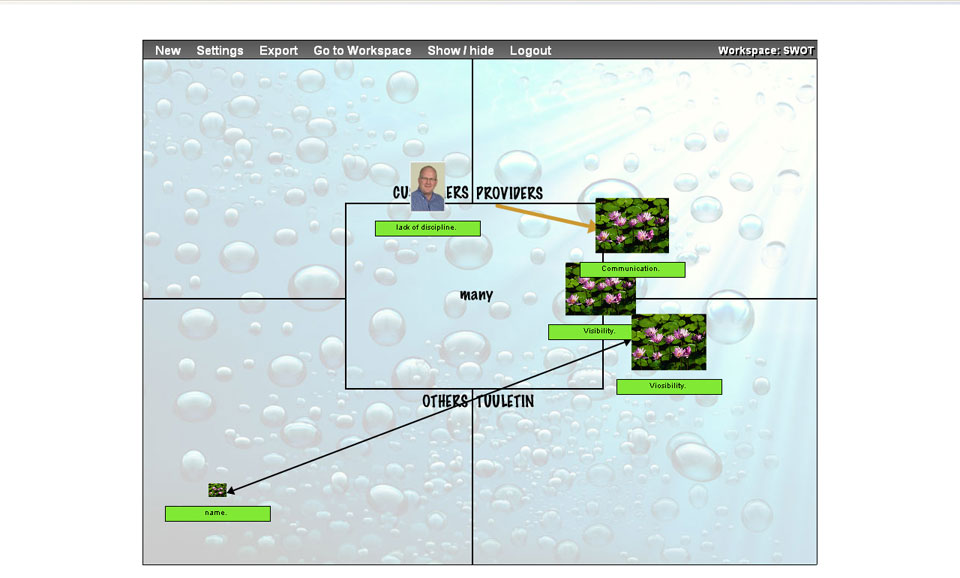 New Settings Export Go to Workspace Show / hide Logout Workspace: SWOT
CU ERS PROVIDERS
lack of discipline.
Communication.
many
Visibility.
Viosibility.
OTHERS TUULETIN
name.